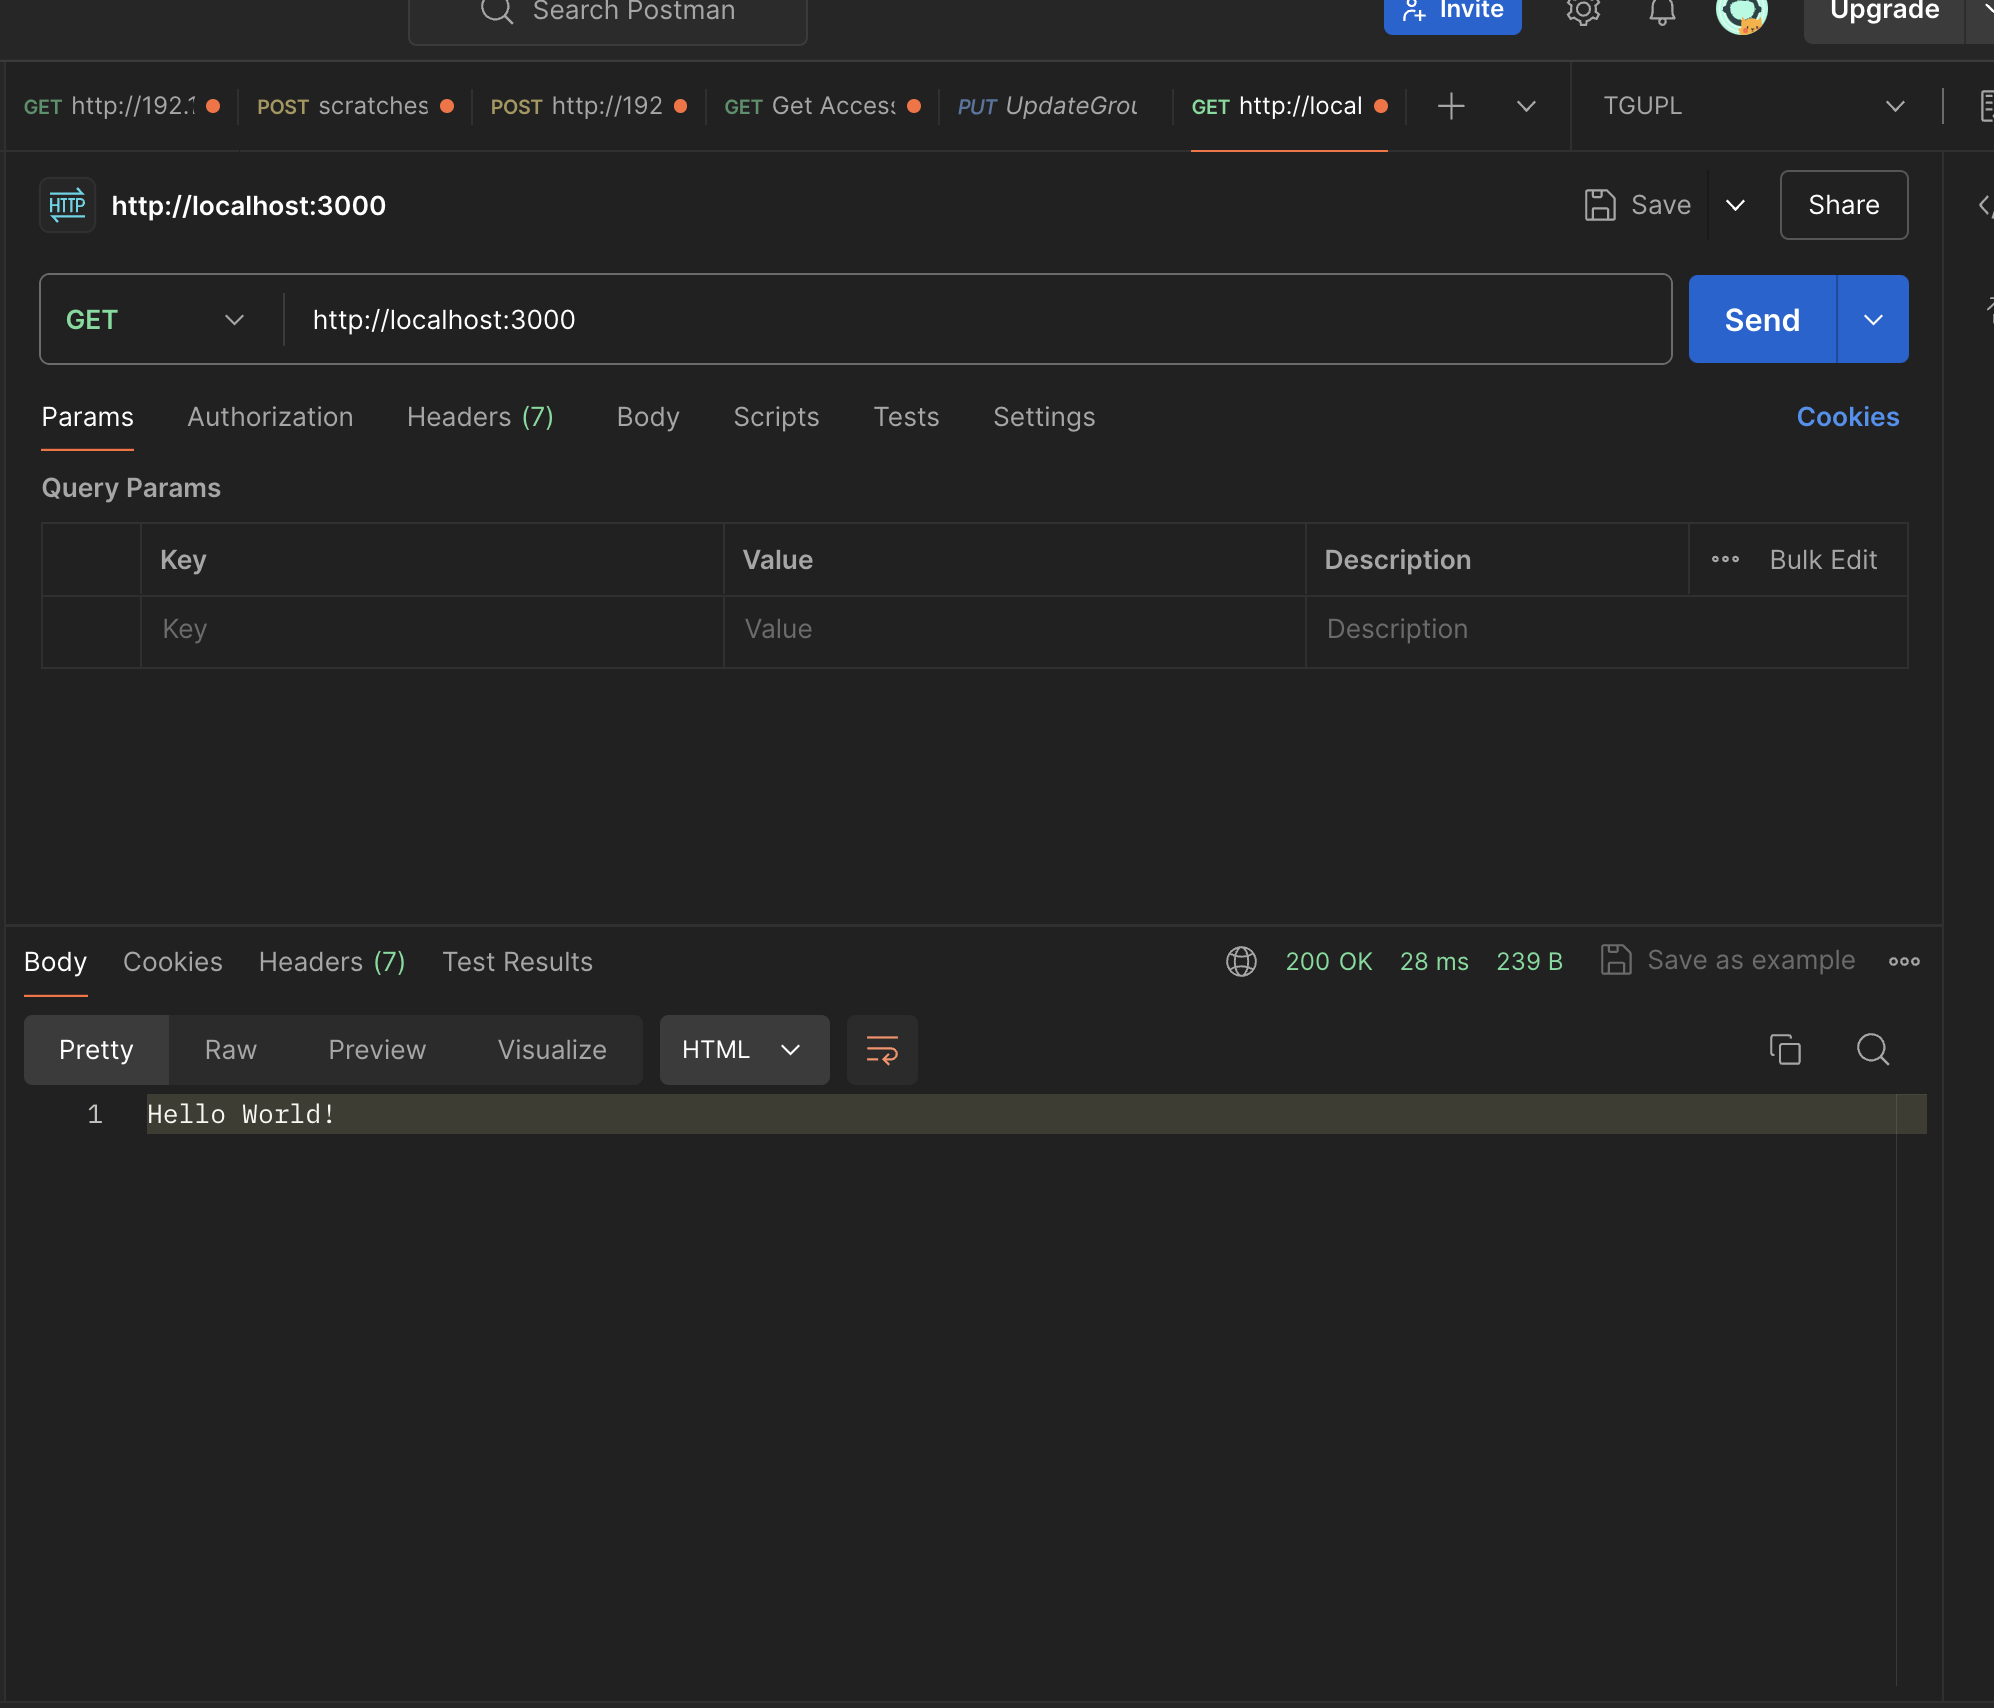 Search Postman Invite Upgrade
GET http://192.1 POST scratches POST http://192 GET Get Access PUT UpdateGrou GET http://local TGUPL
HTTP http://localhost:3000 Save Share
GET http://localhost:3000 Send
Params Authorization Headers (7) Body Scripts Tests Settings Cookies
Query Params
Key Value Description Bulk Edit
Key Value Description
Body Cookies Headers (7) Test Results 200 OK 28 ms 239 B Save as example
Pretty Raw Preview Visualize HTML
1 Hello World!